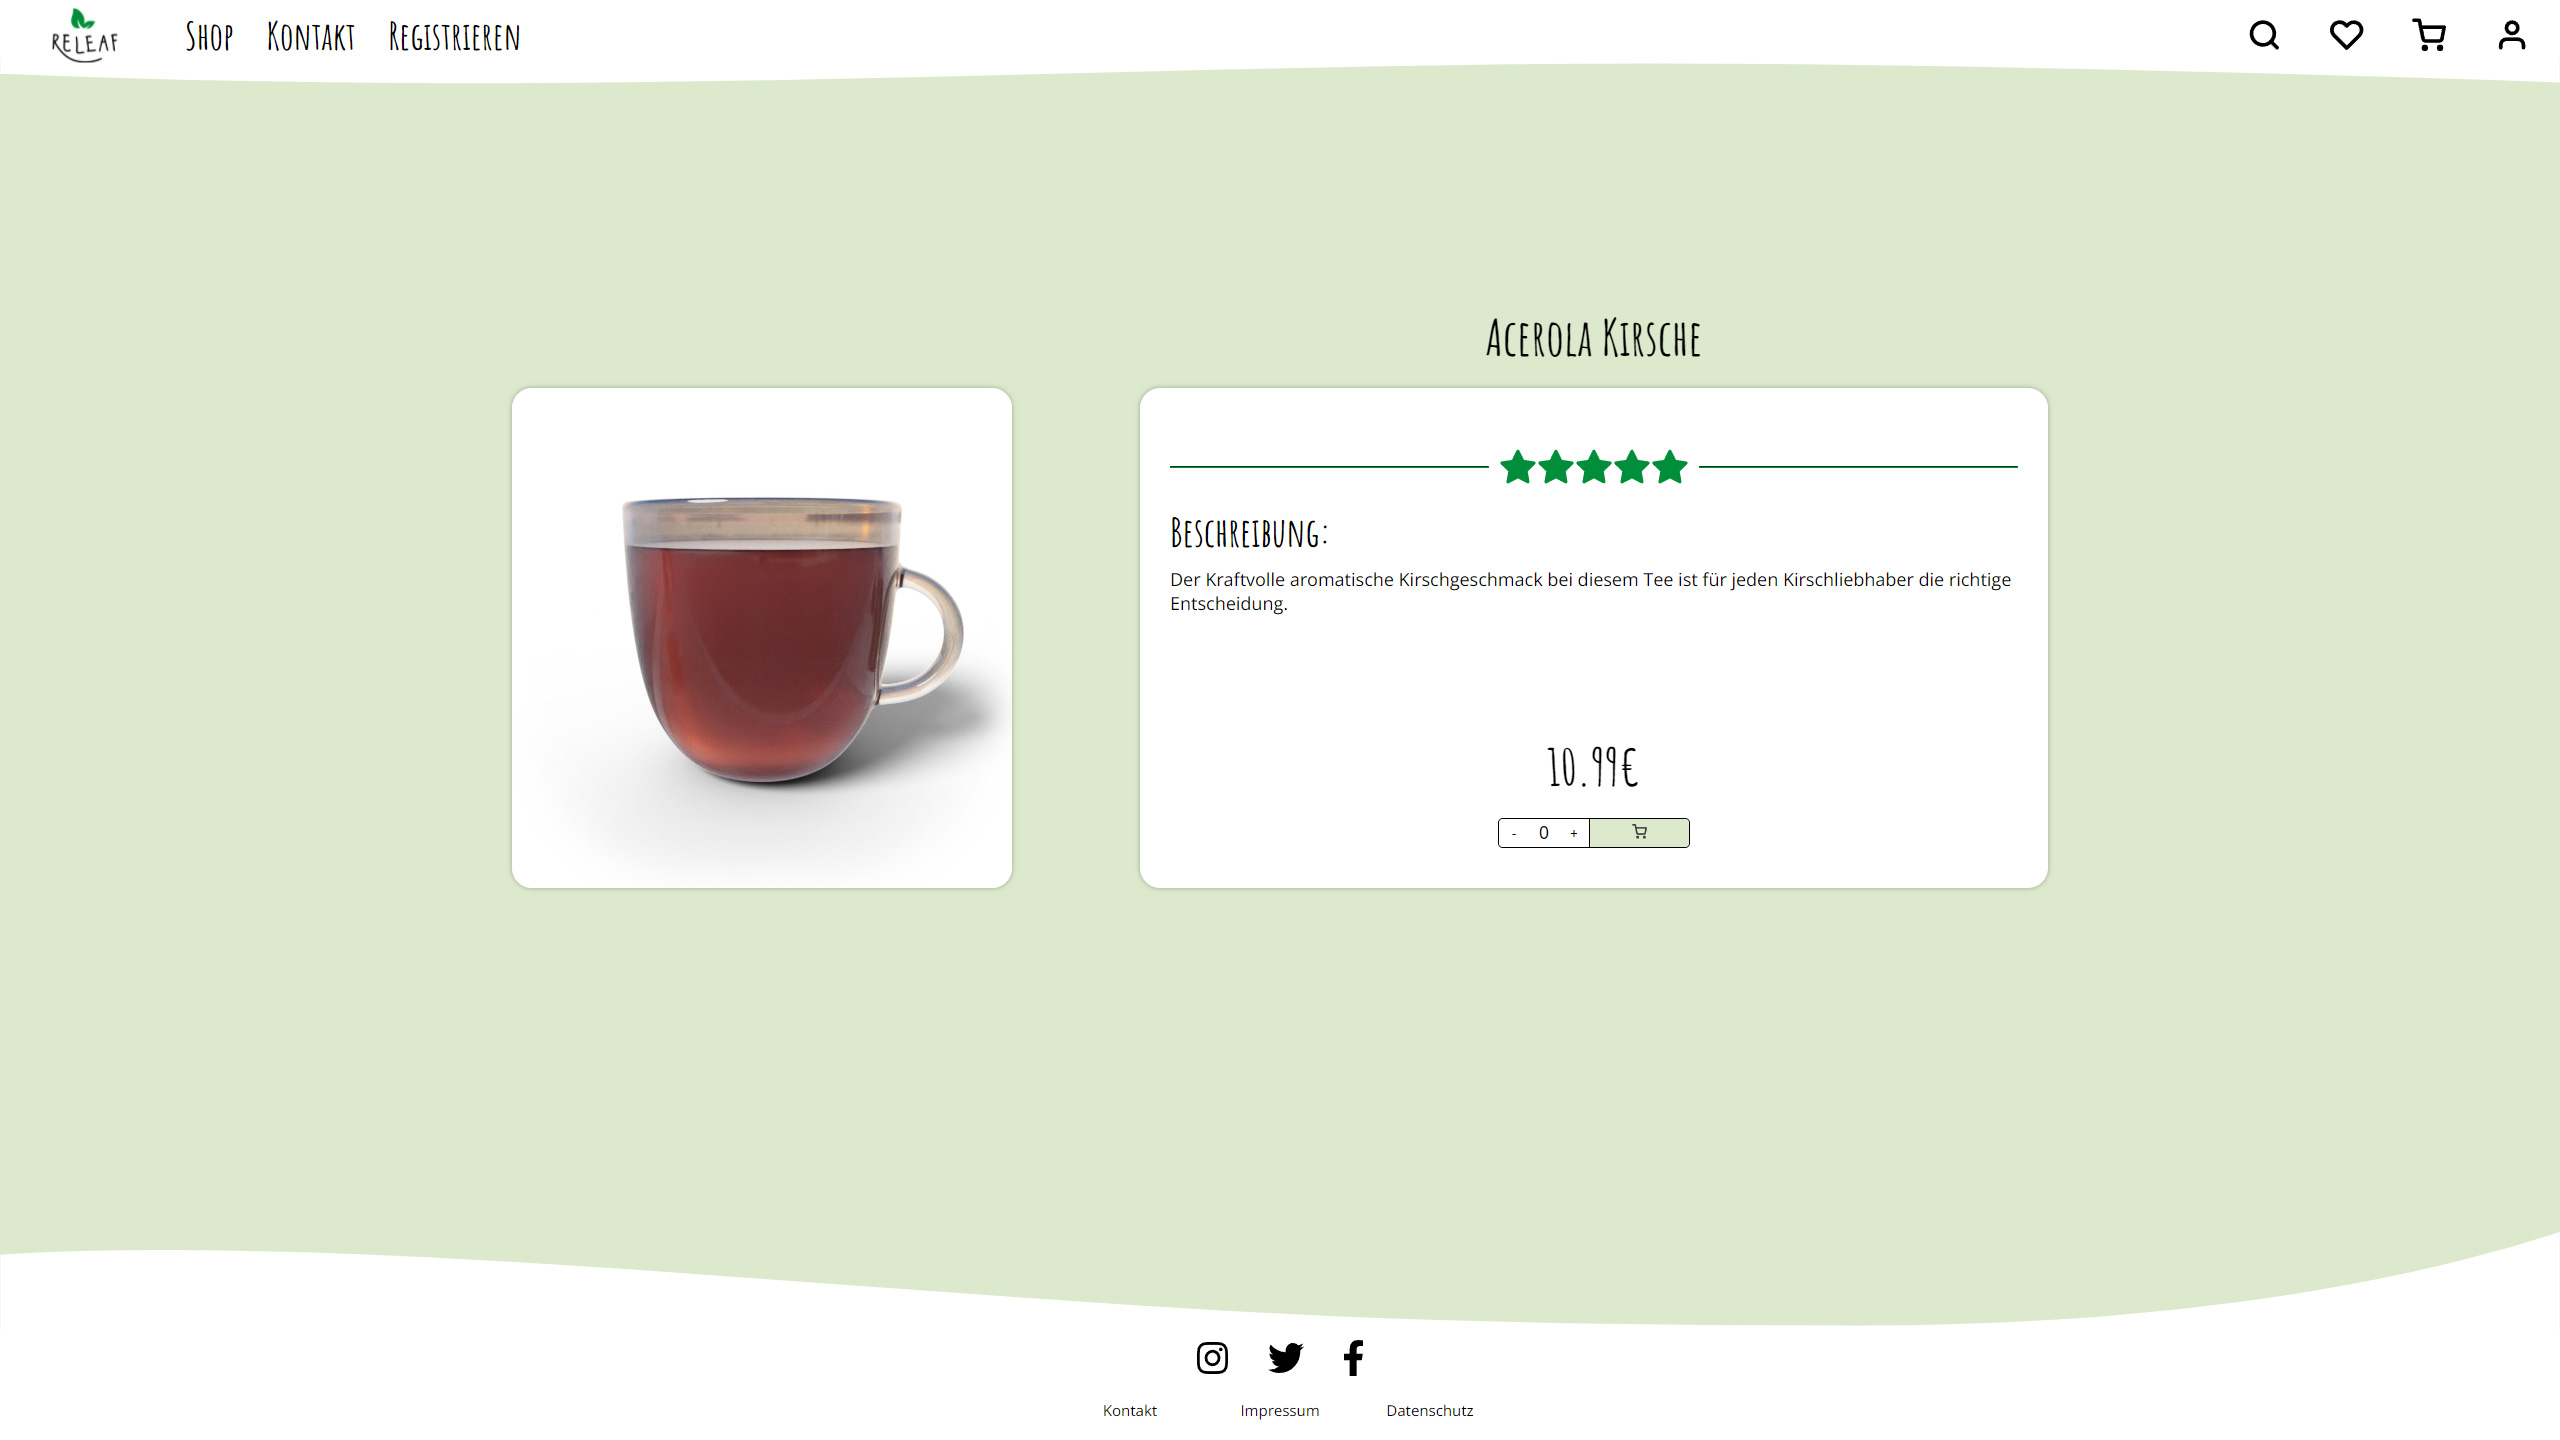 RELEAF
Shop Kontakt Registrieren
Acerola Kirsche
Beschreibung:
Der Kraftvolle aromatische Kirschgeschmack bei diesem Tee ist für jeden Kirschliebhaber die richtige
Entscheidung.
10.99€
- 0 +
Kontakt Impressum Datenschutz